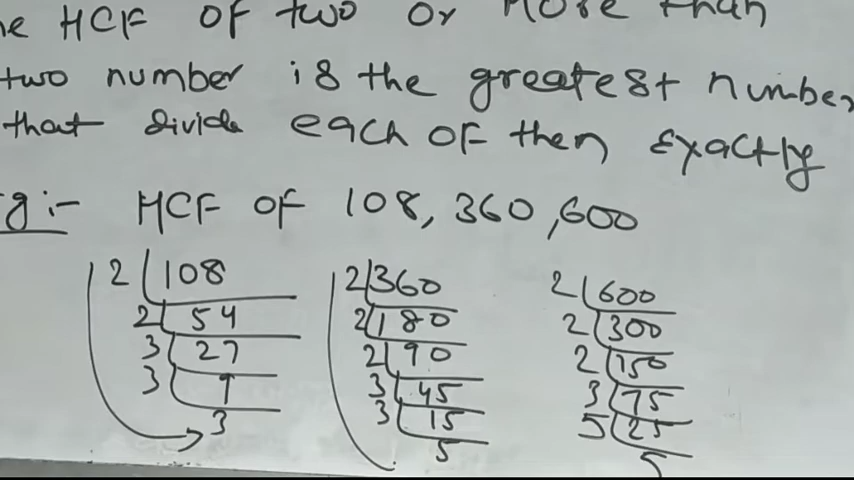 he HCF of two or more than
two number is the greatest number
that divide each of then exactly
g:- HCF of 108, 360, 600
2 108 2 360 2 600
2 54 2 180 2 300
3 27 2 90 2 150
3 9 3 45 3 75
3 3 15 5 25
5 5